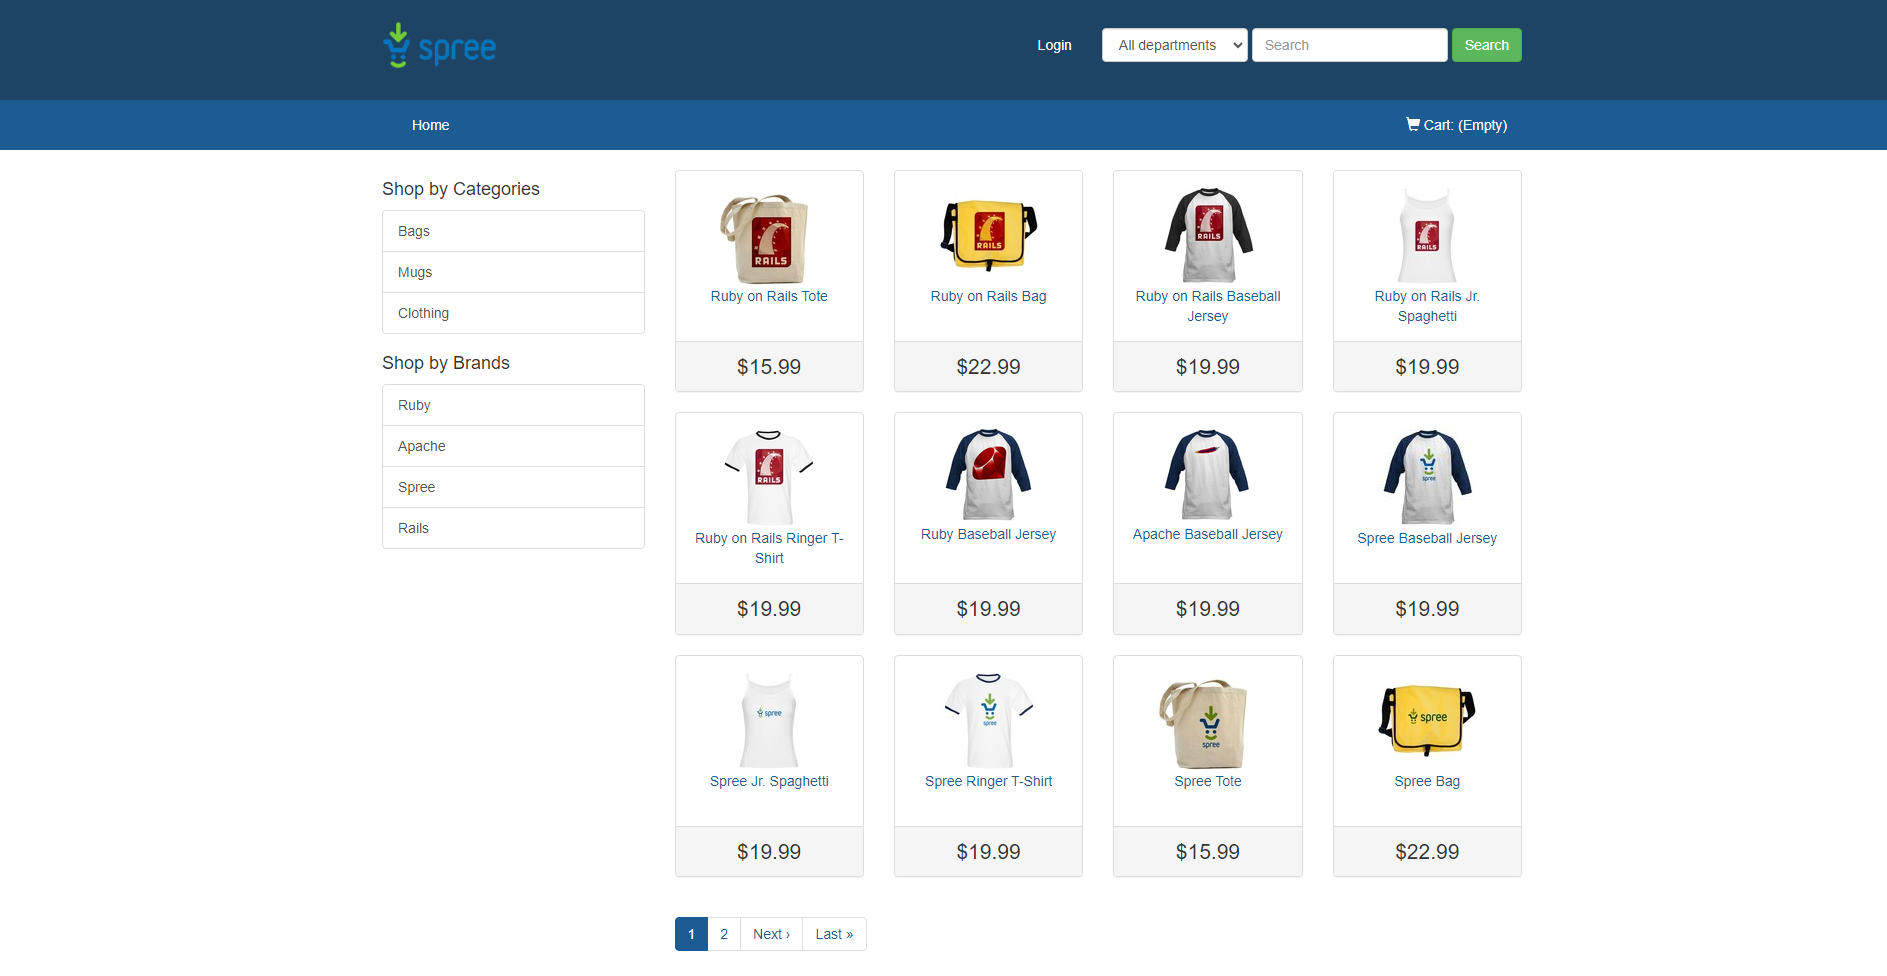 spree
Login
All departments
Search
Search
Home
Cart: (Empty)
Shop by Categories
Bags
Mugs
Clothing
Shop by Brands
Ruby
Apache
Spree
Rails
RAILS
Ruby on Rails Tote
$15.99
RAILS
Ruby on Rails Bag
$22.99
RAILS
Ruby on Rails Baseball
Jersey
$19.99
RAILS
Ruby on Rails Jr.
Spaghetti
$19.99
RAILS
Ruby on Rails Ringer T-
Shirt
$19.99
Ruby Baseball Jersey
$19.99
Apache Baseball Jersey
$19.99
spree
Spree Baseball Jersey
$19.99
spree
Spree Jr. Spaghetti
$19.99
spree
Spree Ringer T-Shirt
$19.99
spree
Spree Tote
$15.99
spree
Spree Bag
$22.99
1
2
Next ›
Last »